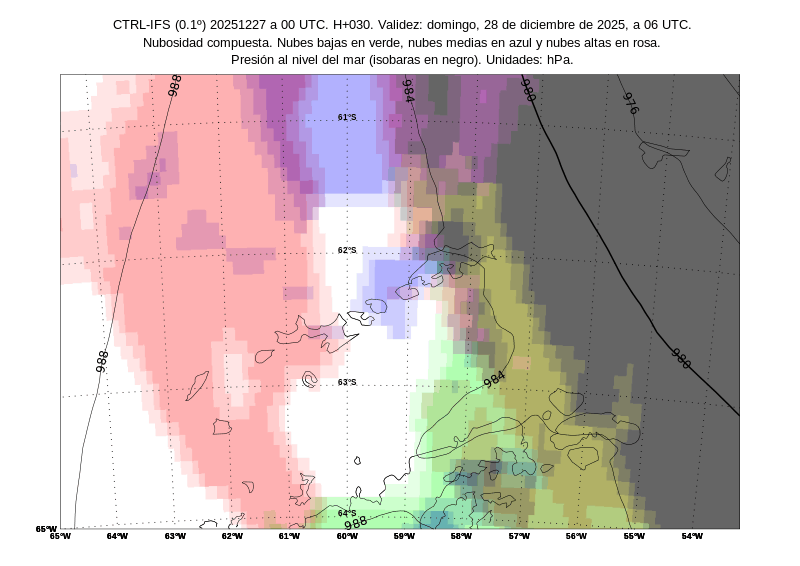 CTRL-IFS (0.1º) 20251227 a 00 UTC. H+030. Validez: domingo, 28 de diciembre de 2025, a 06 UTC.
Nubosidad compuesta. Nubes bajas en verde, nubes medias en azul y nubes altas en rosa.
Presión al nivel del mar (isobaras en negro). Unidades: hPa.
988
984
980
976
61°S
62°S
988
980
63°S
984
64°S
988
65°W
65°W 64°W 63°W 62°W 61°W 60°W 59°W 58°W 57°W 56°W 55°W 54°W